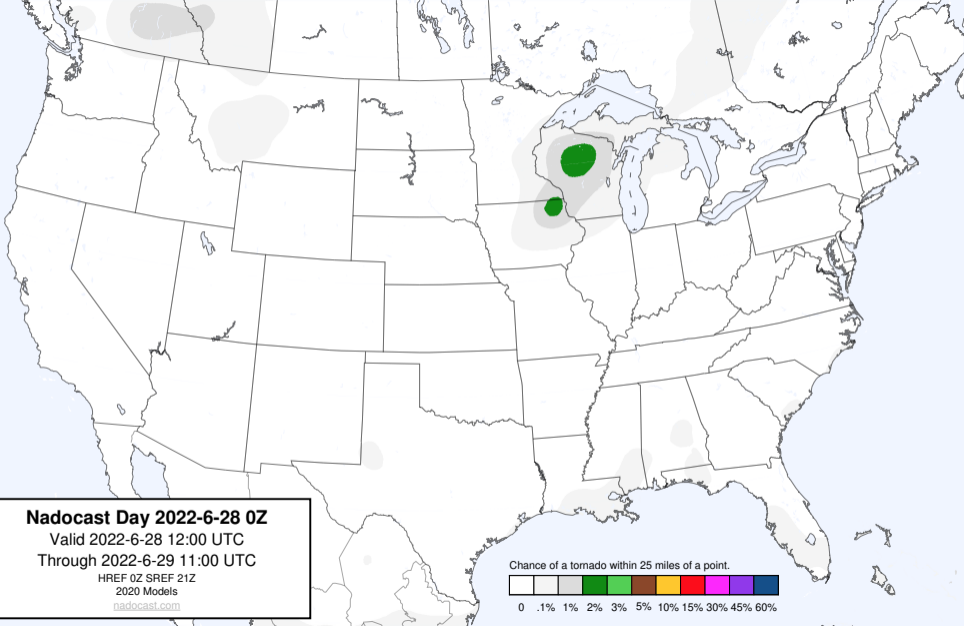 Nadocast Day 2022-6-28 0Z
Valid 2022-6-28 12:00 UTC
Through 2022-6-29 11:00 UTC
HREF 0Z SREF 21Z
2020 Models
nadocast.com
Chance of a tornado within 25 miles of a point.
0 .1% 1% 2% 3% 5% 10% 15% 30% 45% 60%